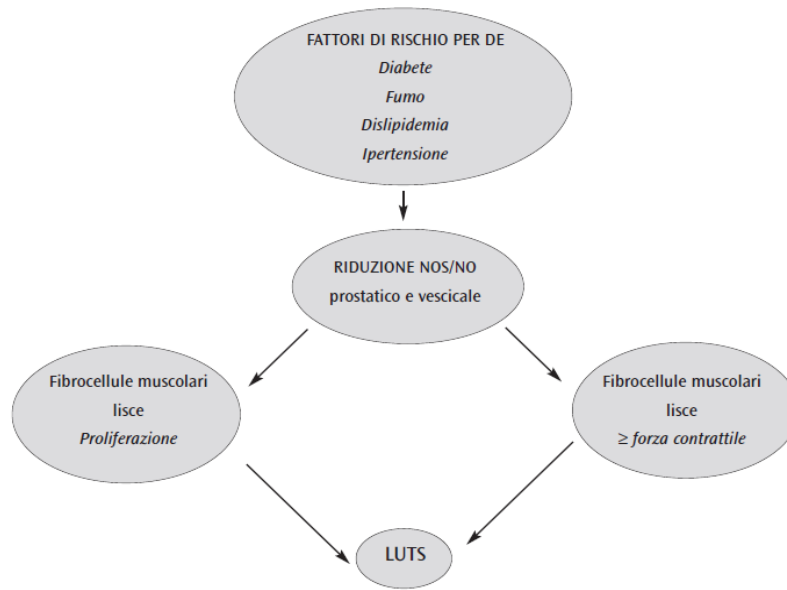 FATTORI DI RISCHIO PER DE
Diabete
Fumo
Dislipidemia
Ipertensione
RIDUZIONE NOS/NO
prostatico e vescicale
Fibrocellule muscolari
lisce
Proliferazione
Fibrocellule muscolari
lisce
≥ forza contrattile
LUTS